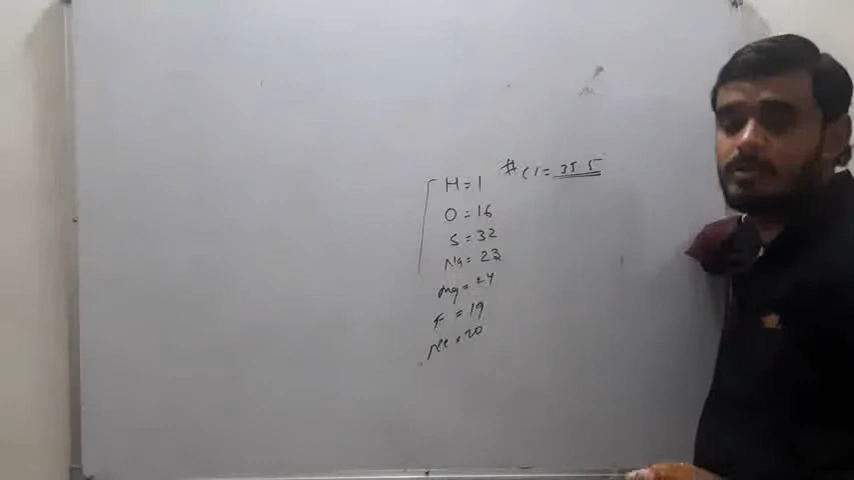 H = 1
# Cl = 35.5
O = 16
S = 32
Na = 23
Mg = 24
F = 19
Ne = 20